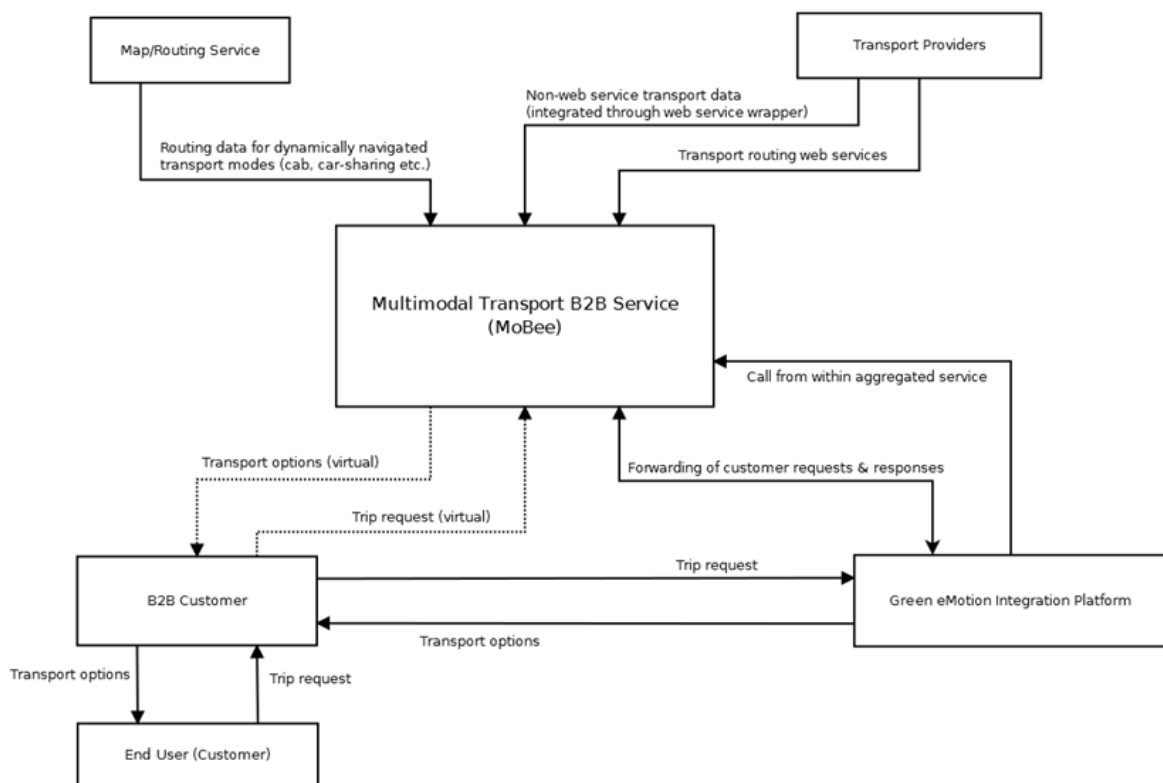 Map/Routing Service
Transport Providers
Non-web service transport data
(integrated through web service wrapper)
Routing data for dynamically navigated
transport modes (cab, car-sharing etc.)
Transport routing web services
Multimodal Transport B2B Service
(MoBee)
Call from within aggregated service
Transport options (virtual)
Forwarding of customer requests & responses
Trip request (virtual)
Trip request
B2B Customer
Green eMotion Integration Platform
Transport options
Transport options
Trip request
End User (Customer)